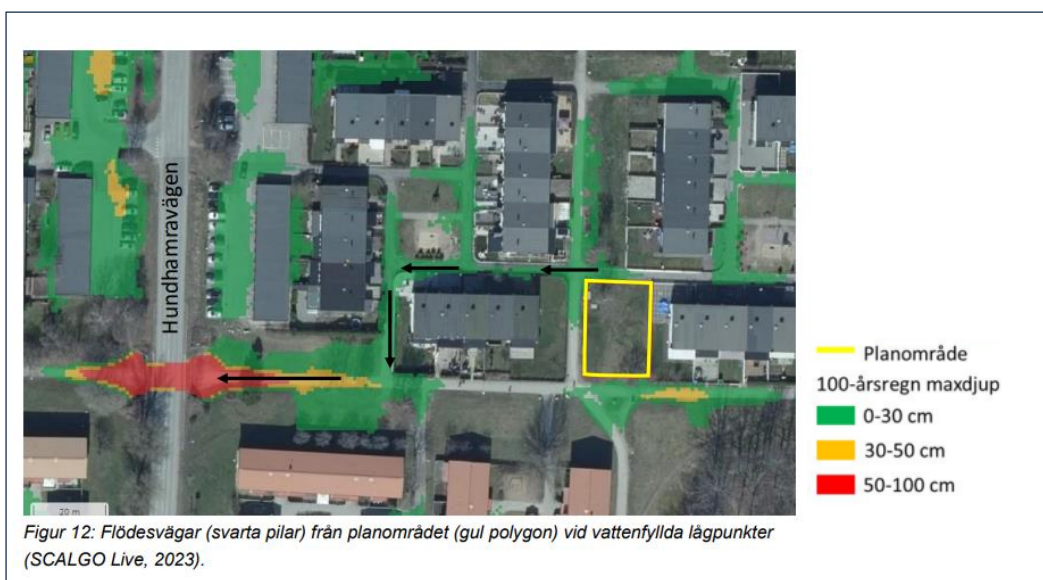 Hundhamravägen
Planområde
100-årsregn maxdjup
0-30 cm
30-50 cm
50-100 cm
20 m
Figur 12: Flödesvägar (svarta pilar) från planområdet (gul polygon) vid vattenfyllda lågpunkter
(SCALGO Live, 2023).